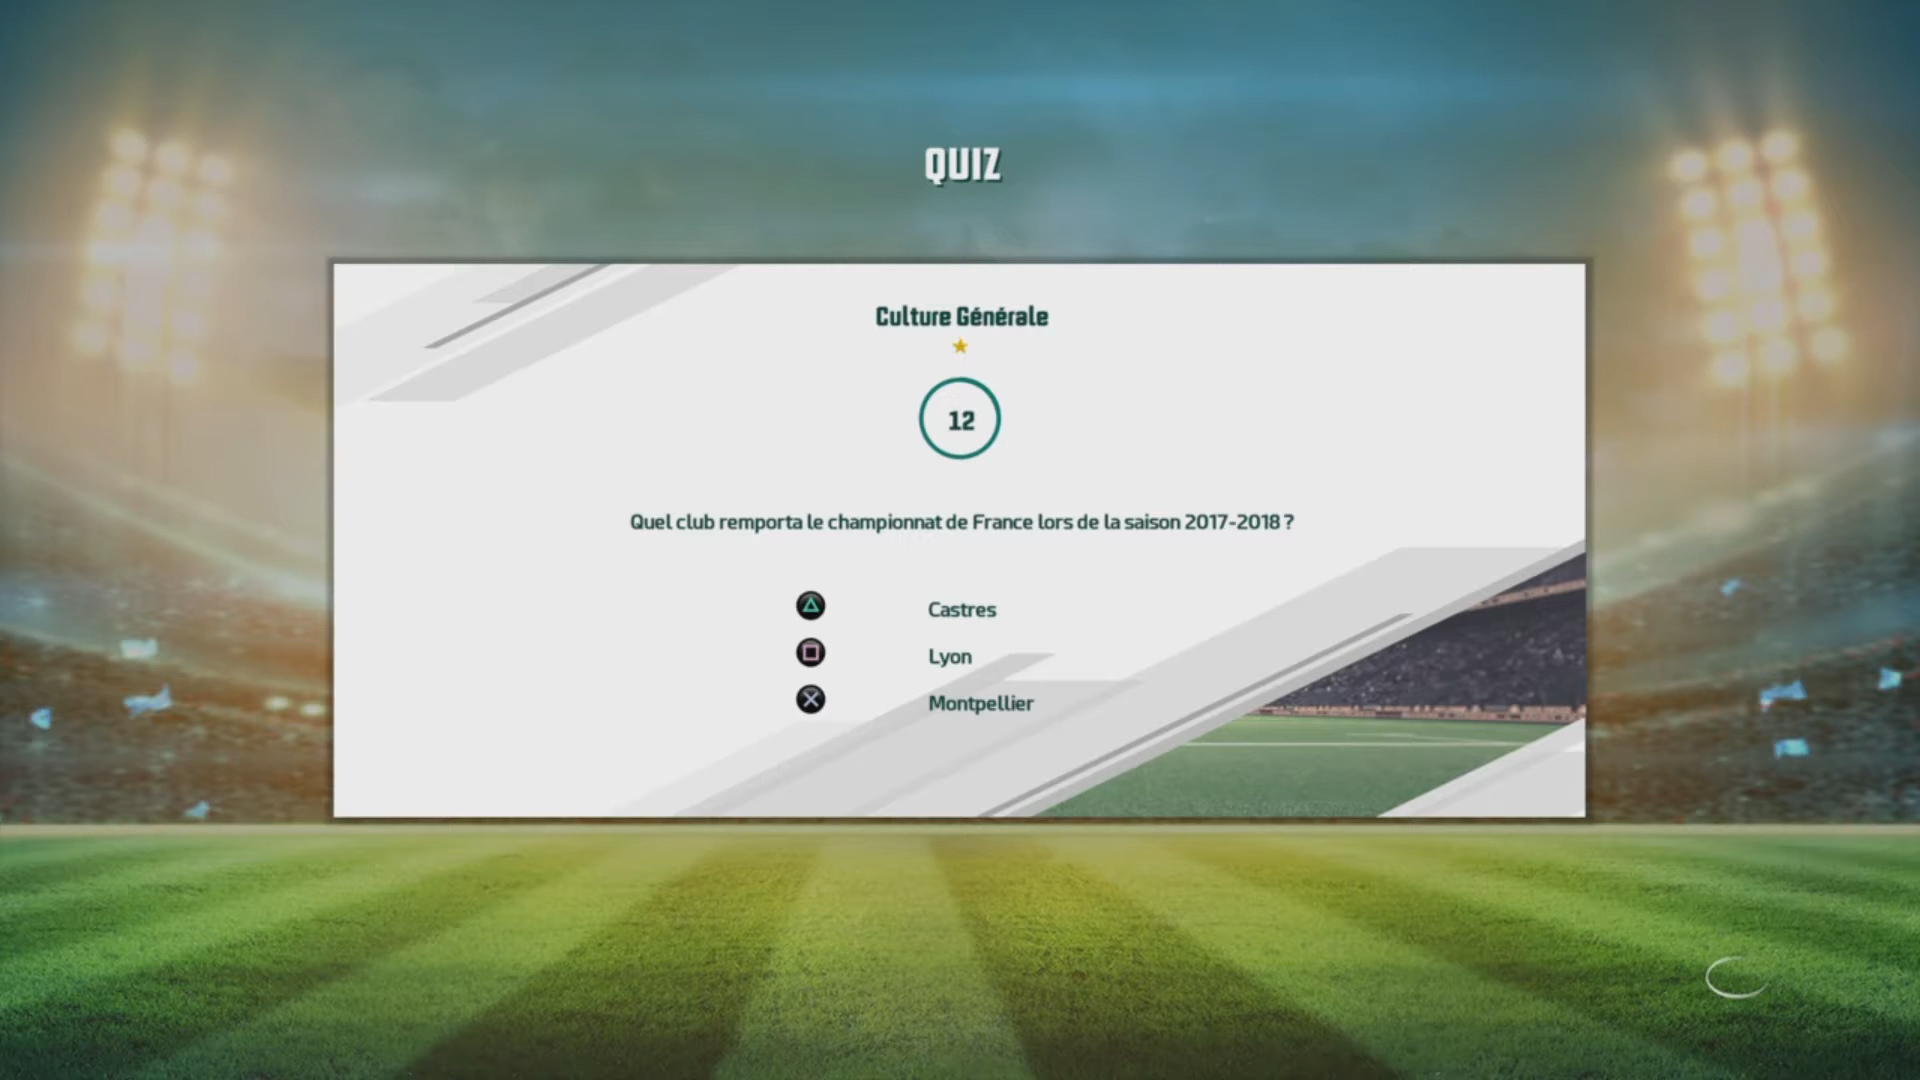 QUIZ
Culture Générale
12
Quel club remporta le championnat de France lors de la saison 2017-2018 ?
Castres
Lyon
Montpellier